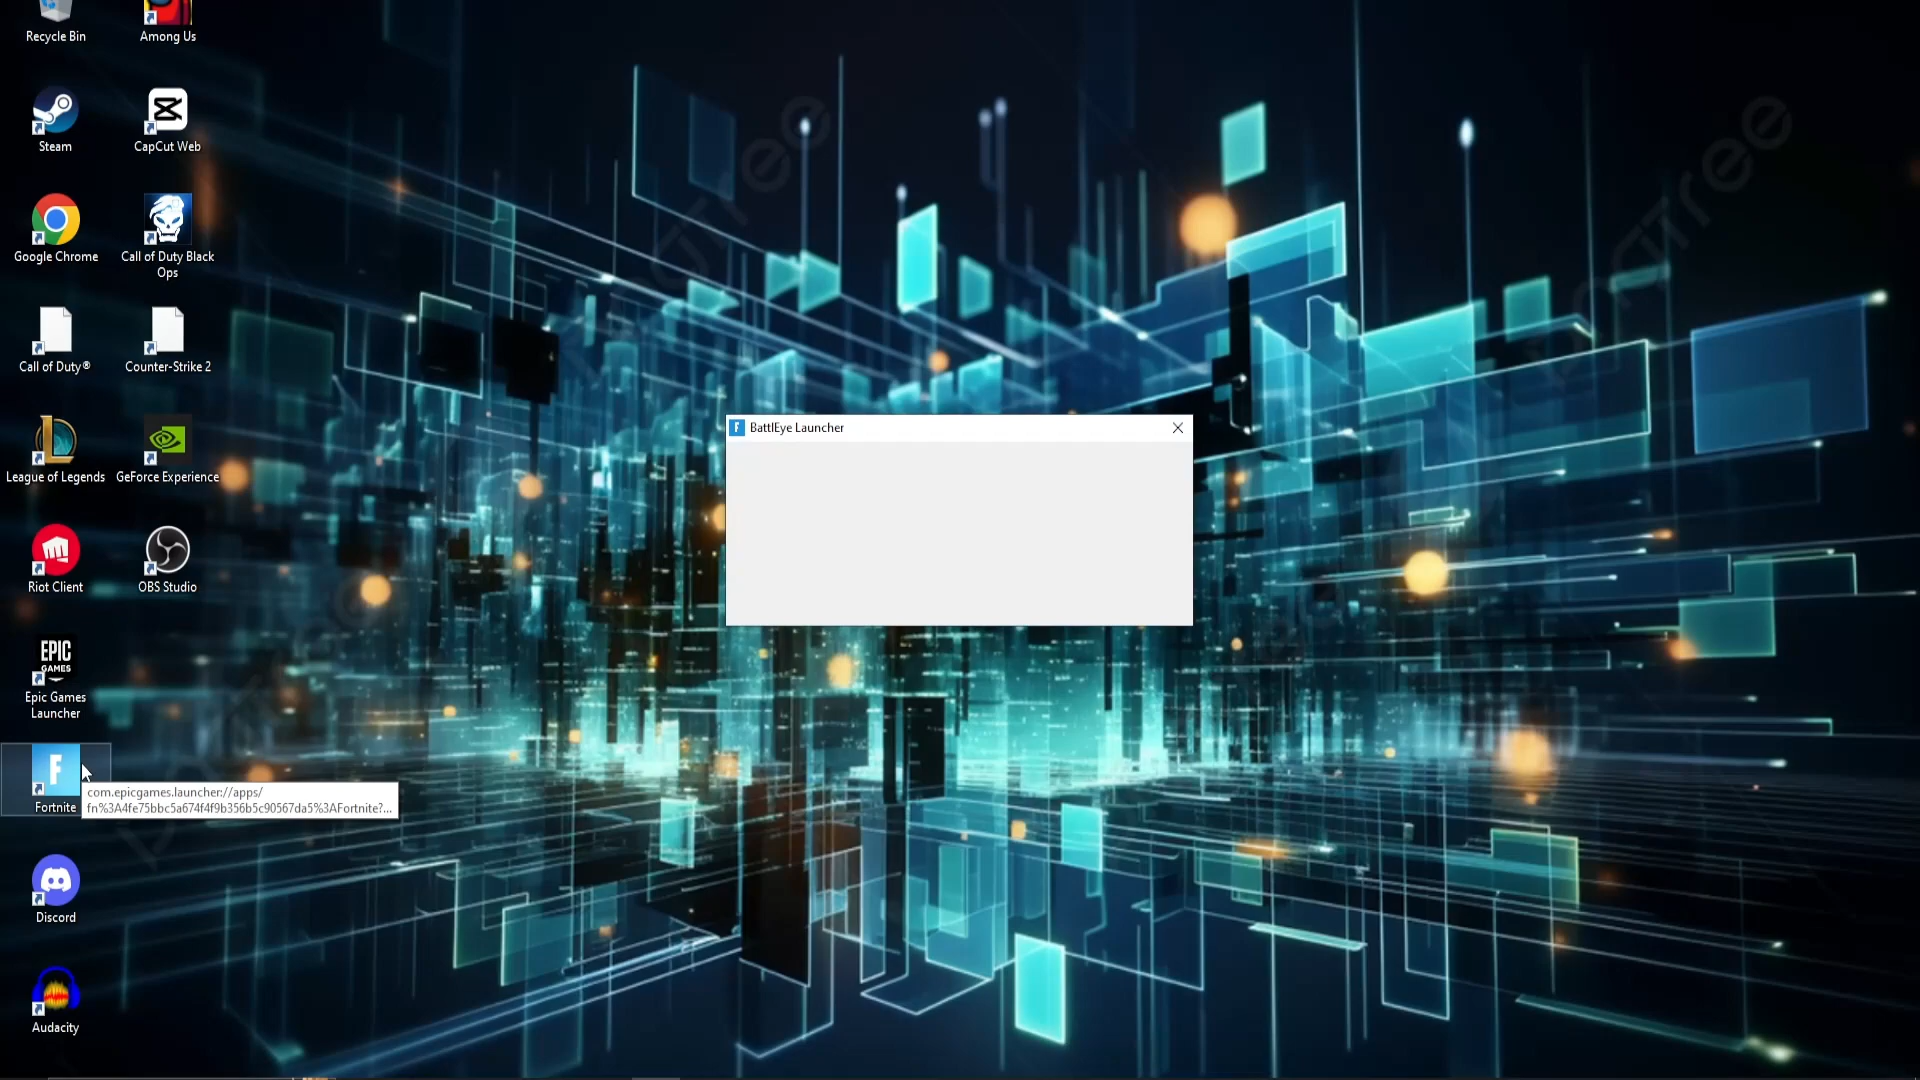 Recycle Bin
Among Us
Steam
CapCut Web
Google Chrome
Call of Duty Black
Ops
Call of Duty®
Counter-Strike 2
League of Legends
GeForce Experience
Riot Client
OBS Studio
EPIC
GAMES
Epic Games
Launcher
F
Fortnite
com.epicgames.launcher://apps/
fn%3A4fe75bbc5a674f4f9b356b5c90567da5%3AFortnite?...
Discord
Audacity
F BattlEye Launcher